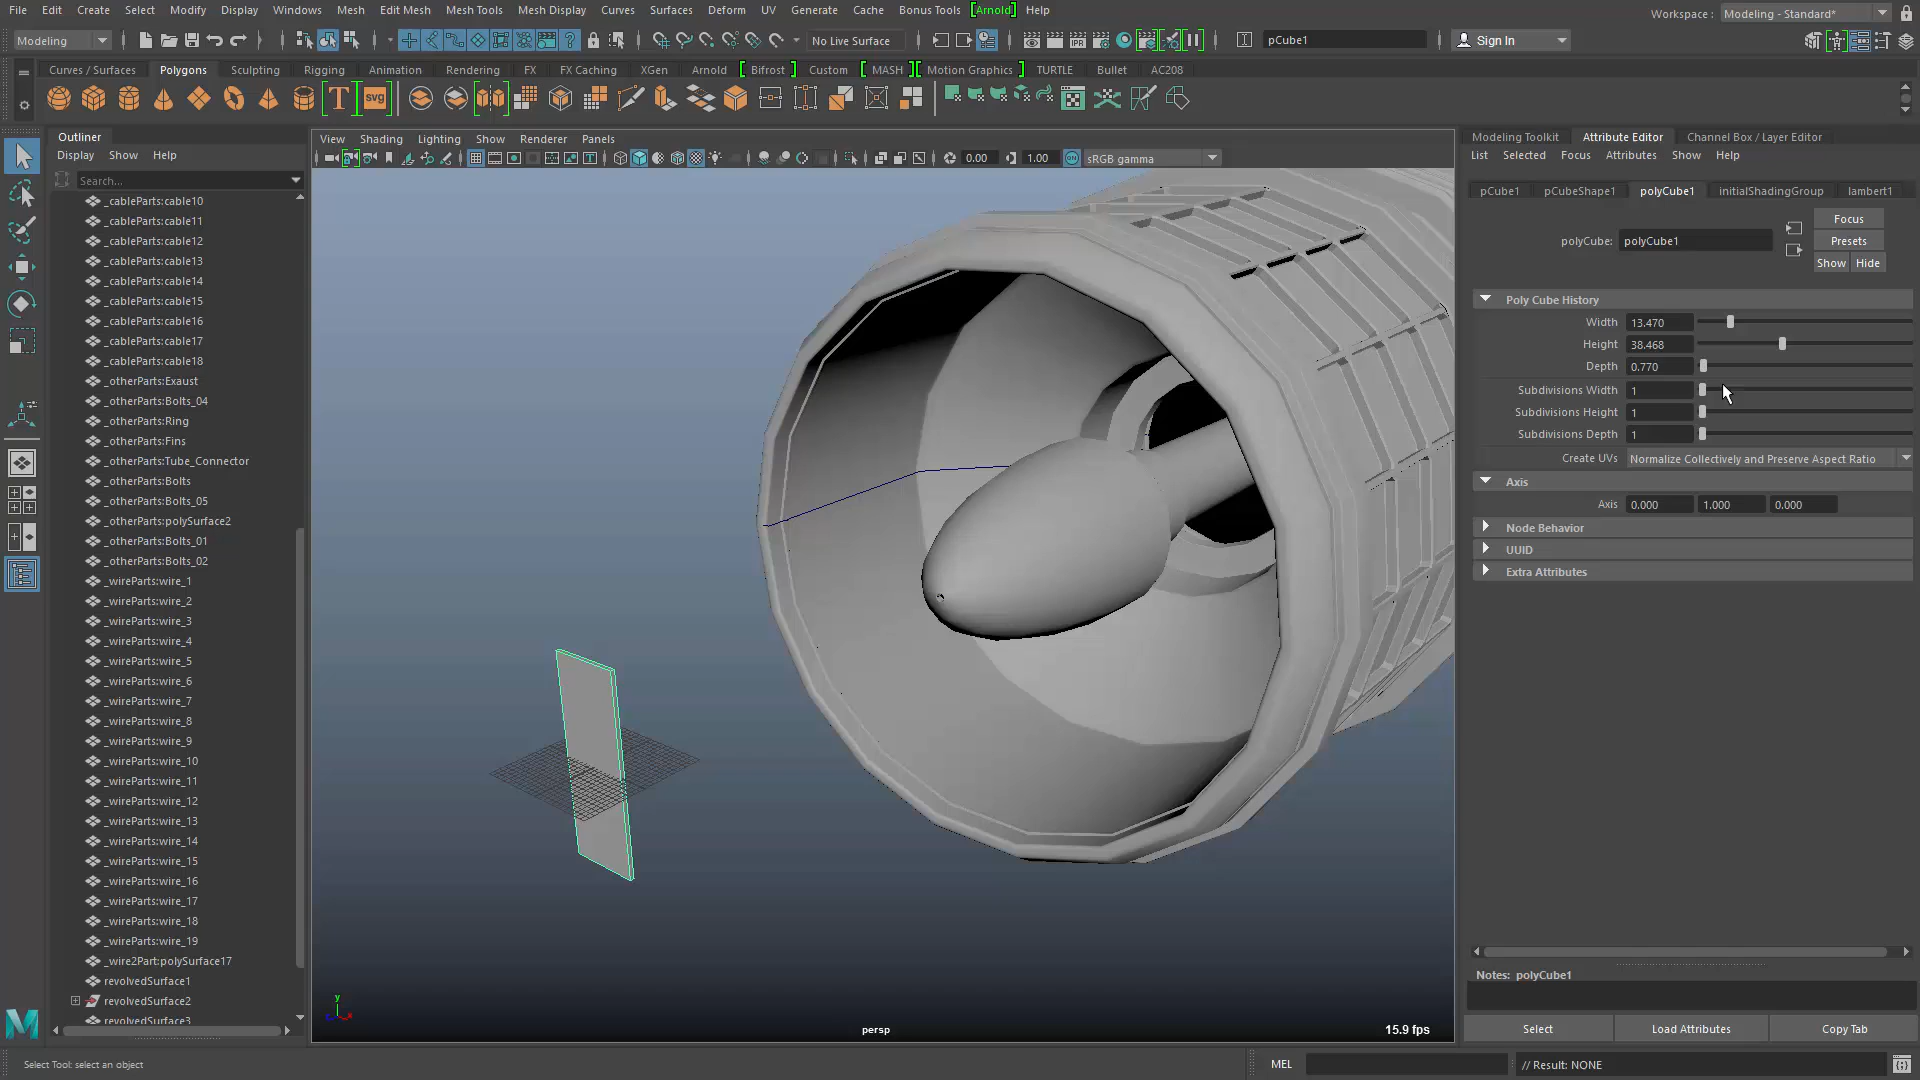 File Edit Create Select Modify Display Windows Mesh Edit Mesh Mesh Tools Mesh Display Curves Surfaces Deform UV Generate Cache Bonus Tools [Arnold] Help
Workspace : Modeling - Standard*
Modeling No Live Surface pCube1 Sign In
Curves / Surfaces Polygons Sculpting Rigging Animation Rendering FX FX Caching XGen Arnold [ Bifrost ] Custom [ MASH ] [ Motion Graphics ] TURTLE Bullet AC208
T SVG
Outliner
Display Show Help
Search...
_cableParts:cable10
_cableParts:cable11
_cableParts:cable12
_cableParts:cable13
_cableParts:cable14
_cableParts:cable15
_cableParts:cable16
_cableParts:cable17
_cableParts:cable18
_otherParts:Exaust
_otherParts:Bolts_04
_otherParts:Ring
_otherParts:Fins
_otherParts:Tube_Connector
_otherParts:Bolts
_otherParts:Bolts_05
_otherParts:polySurface2
_otherParts:Bolts_01
_otherParts:Bolts_02
_wireParts:wire_1
_wireParts:wire_2
_wireParts:wire_3
_wireParts:wire_4
_wireParts:wire_5
_wireParts:wire_6
_wireParts:wire_7
_wireParts:wire_8
_wireParts:wire_9
_wireParts:wire_10
_wireParts:wire_11
_wireParts:wire_12
_wireParts:wire_13
_wireParts:wire_14
_wireParts:wire_15
_wireParts:wire_16
_wireParts:wire_17
_wireParts:wire_18
_wireParts:wire_19
_wire2Part:polySurface17
revolvedSurface1
revolvedSurface2
revolvedSurface3
View Shading Lighting Show Renderer Panels
0.00 1.00 sRGB gamma
y
persp
15.9 fps
Modeling Toolkit Attribute Editor Channel Box / Layer Editor
List Selected Focus Attributes Show Help
pCube1 pCubeShape1 polyCube1 initialShadingGroup lambert1
Focus
polyCube: polyCube1 Presets
Show Hide
Poly Cube History
Width 13.470
Height 38.468
Depth 0.770
Subdivisions Width 1
Subdivisions Height 1
Subdivisions Depth 1
Create UVs Normalize Collectively and Preserve Aspect Ratio
Axis
Axis 0.000 1.000 0.000
Node Behavior
UUID
Extra Attributes
Notes: polyCube1
Select Load Attributes Copy Tab
Select Tool: select an object
MEL // Result: NONE